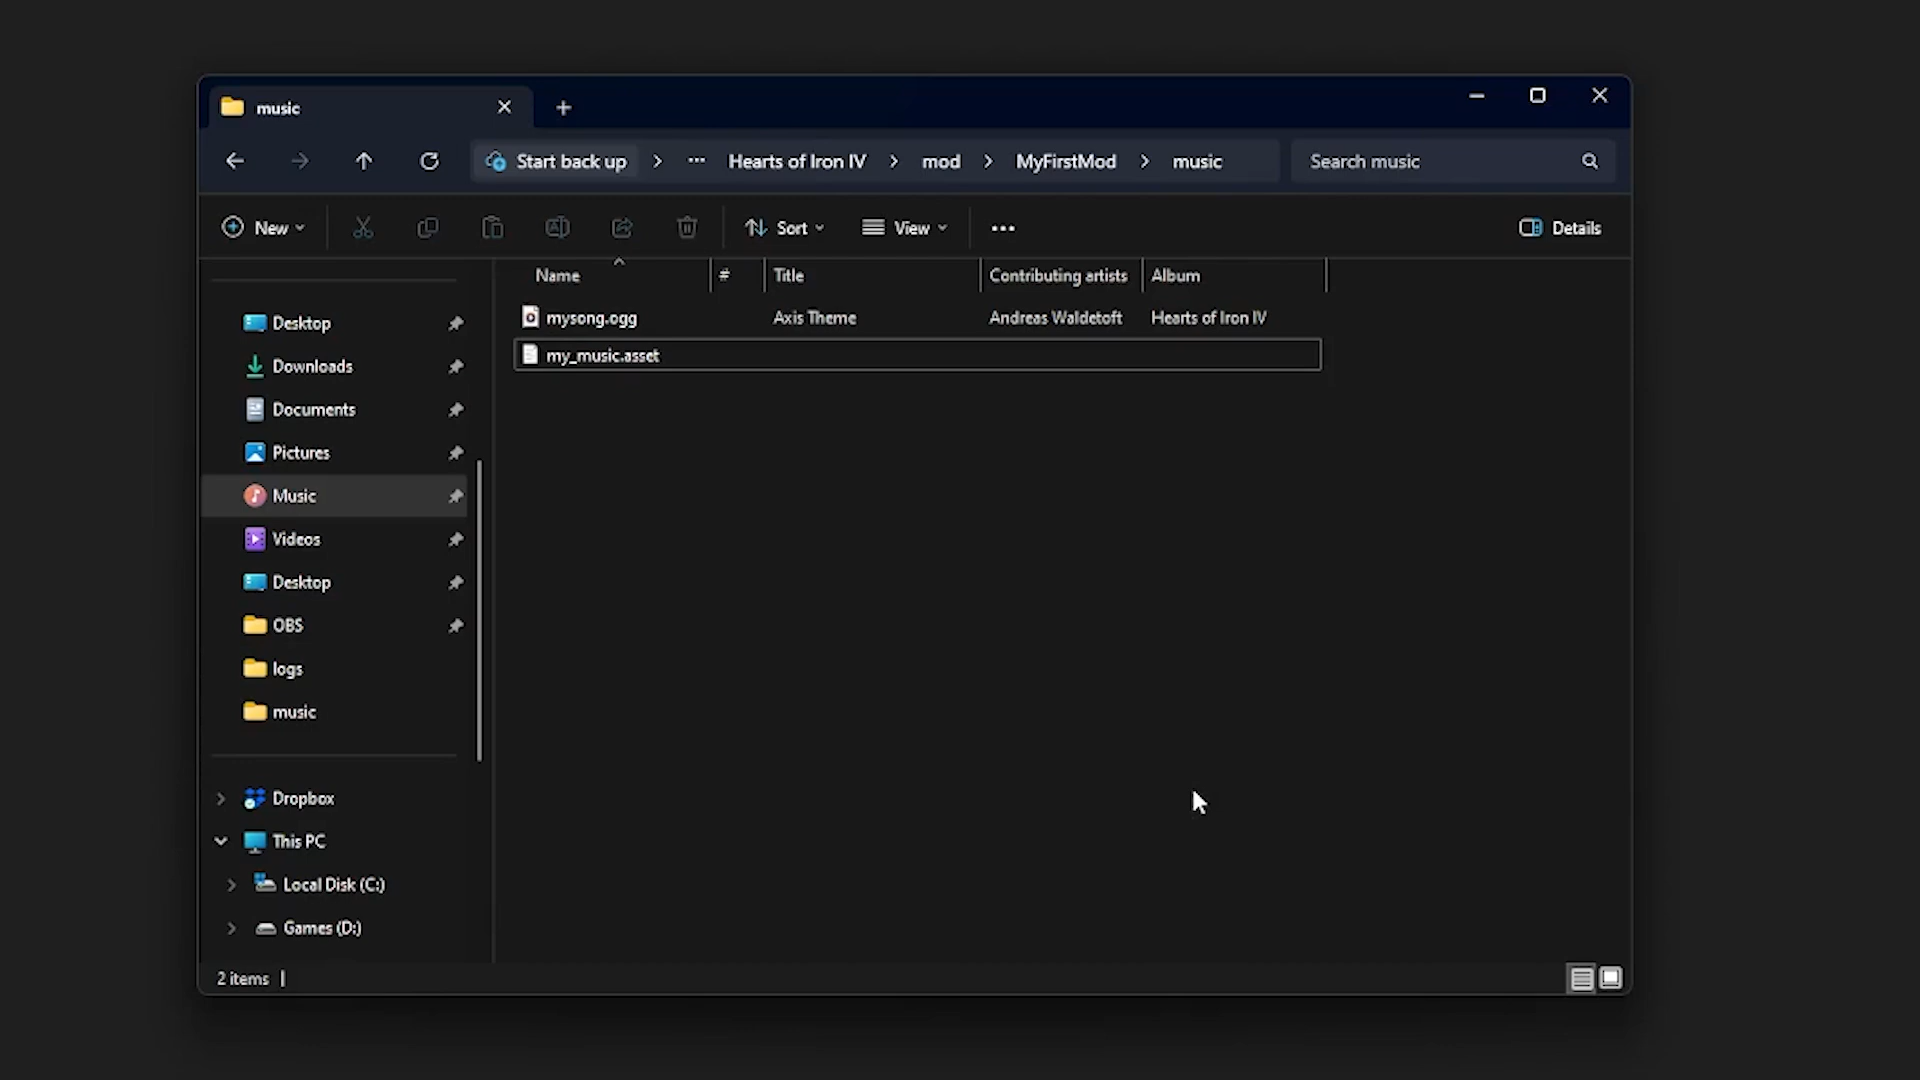 music
Start back up > ... Hearts of Iron IV > mod > MyFirstMod > music
Search music
New
Sort
View
Details
Name # Title Contributing artists Album
mysong.ogg Axis Theme Andreas Waldetoft Hearts of Iron IV
my_music.asset
Desktop
Downloads
Documents
Pictures
Music
Videos
Desktop
OBS
logs
music
Dropbox
This PC
Local Disk (C:)
Games (D:)
2 items